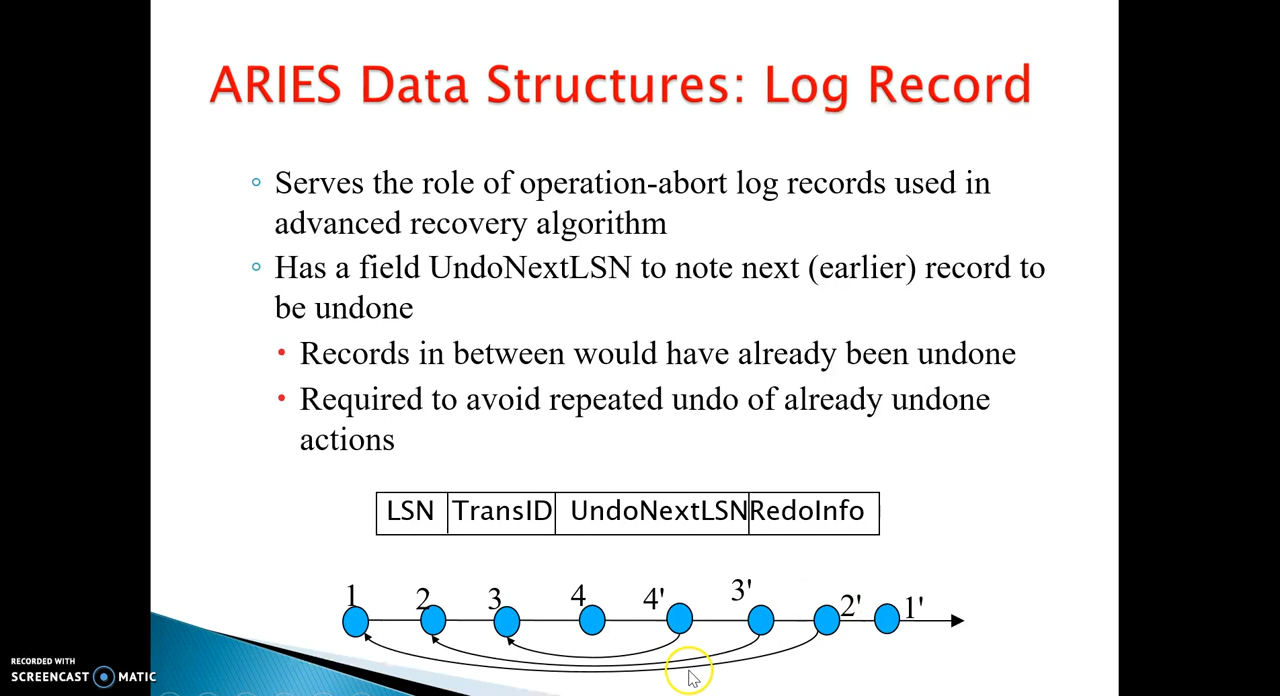 ARIES Data Structures: Log Record
Serves the role of operation-abort log records used in
advanced recovery algorithm
Has a field UndoNextLSN to note next (earlier) record to
be undone
Records in between would have already been undone
Required to avoid repeated undo of already undone
actions
LSN TransID UndoNextLSN RedoInfo
1 2 3 4 4' 3' 2' 1'
RECORDED WITH
SCREENCAST MATIC